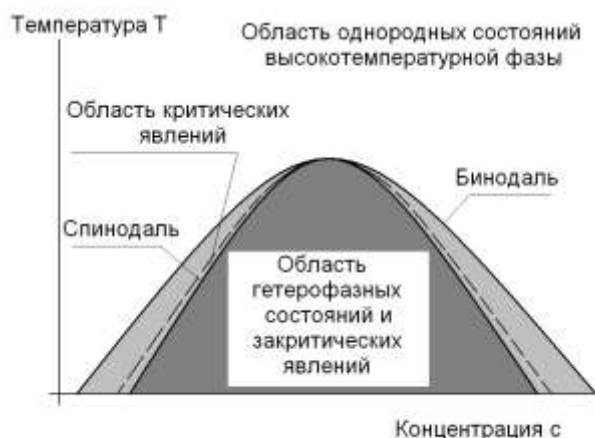 Температура Т
Область однородных состояний
высокотемпературной фазы
Область критических
явлений
Бинодаль
Спинодаль
Область
гетерофазных
состояний и
закритических
явлений
Концентрация с